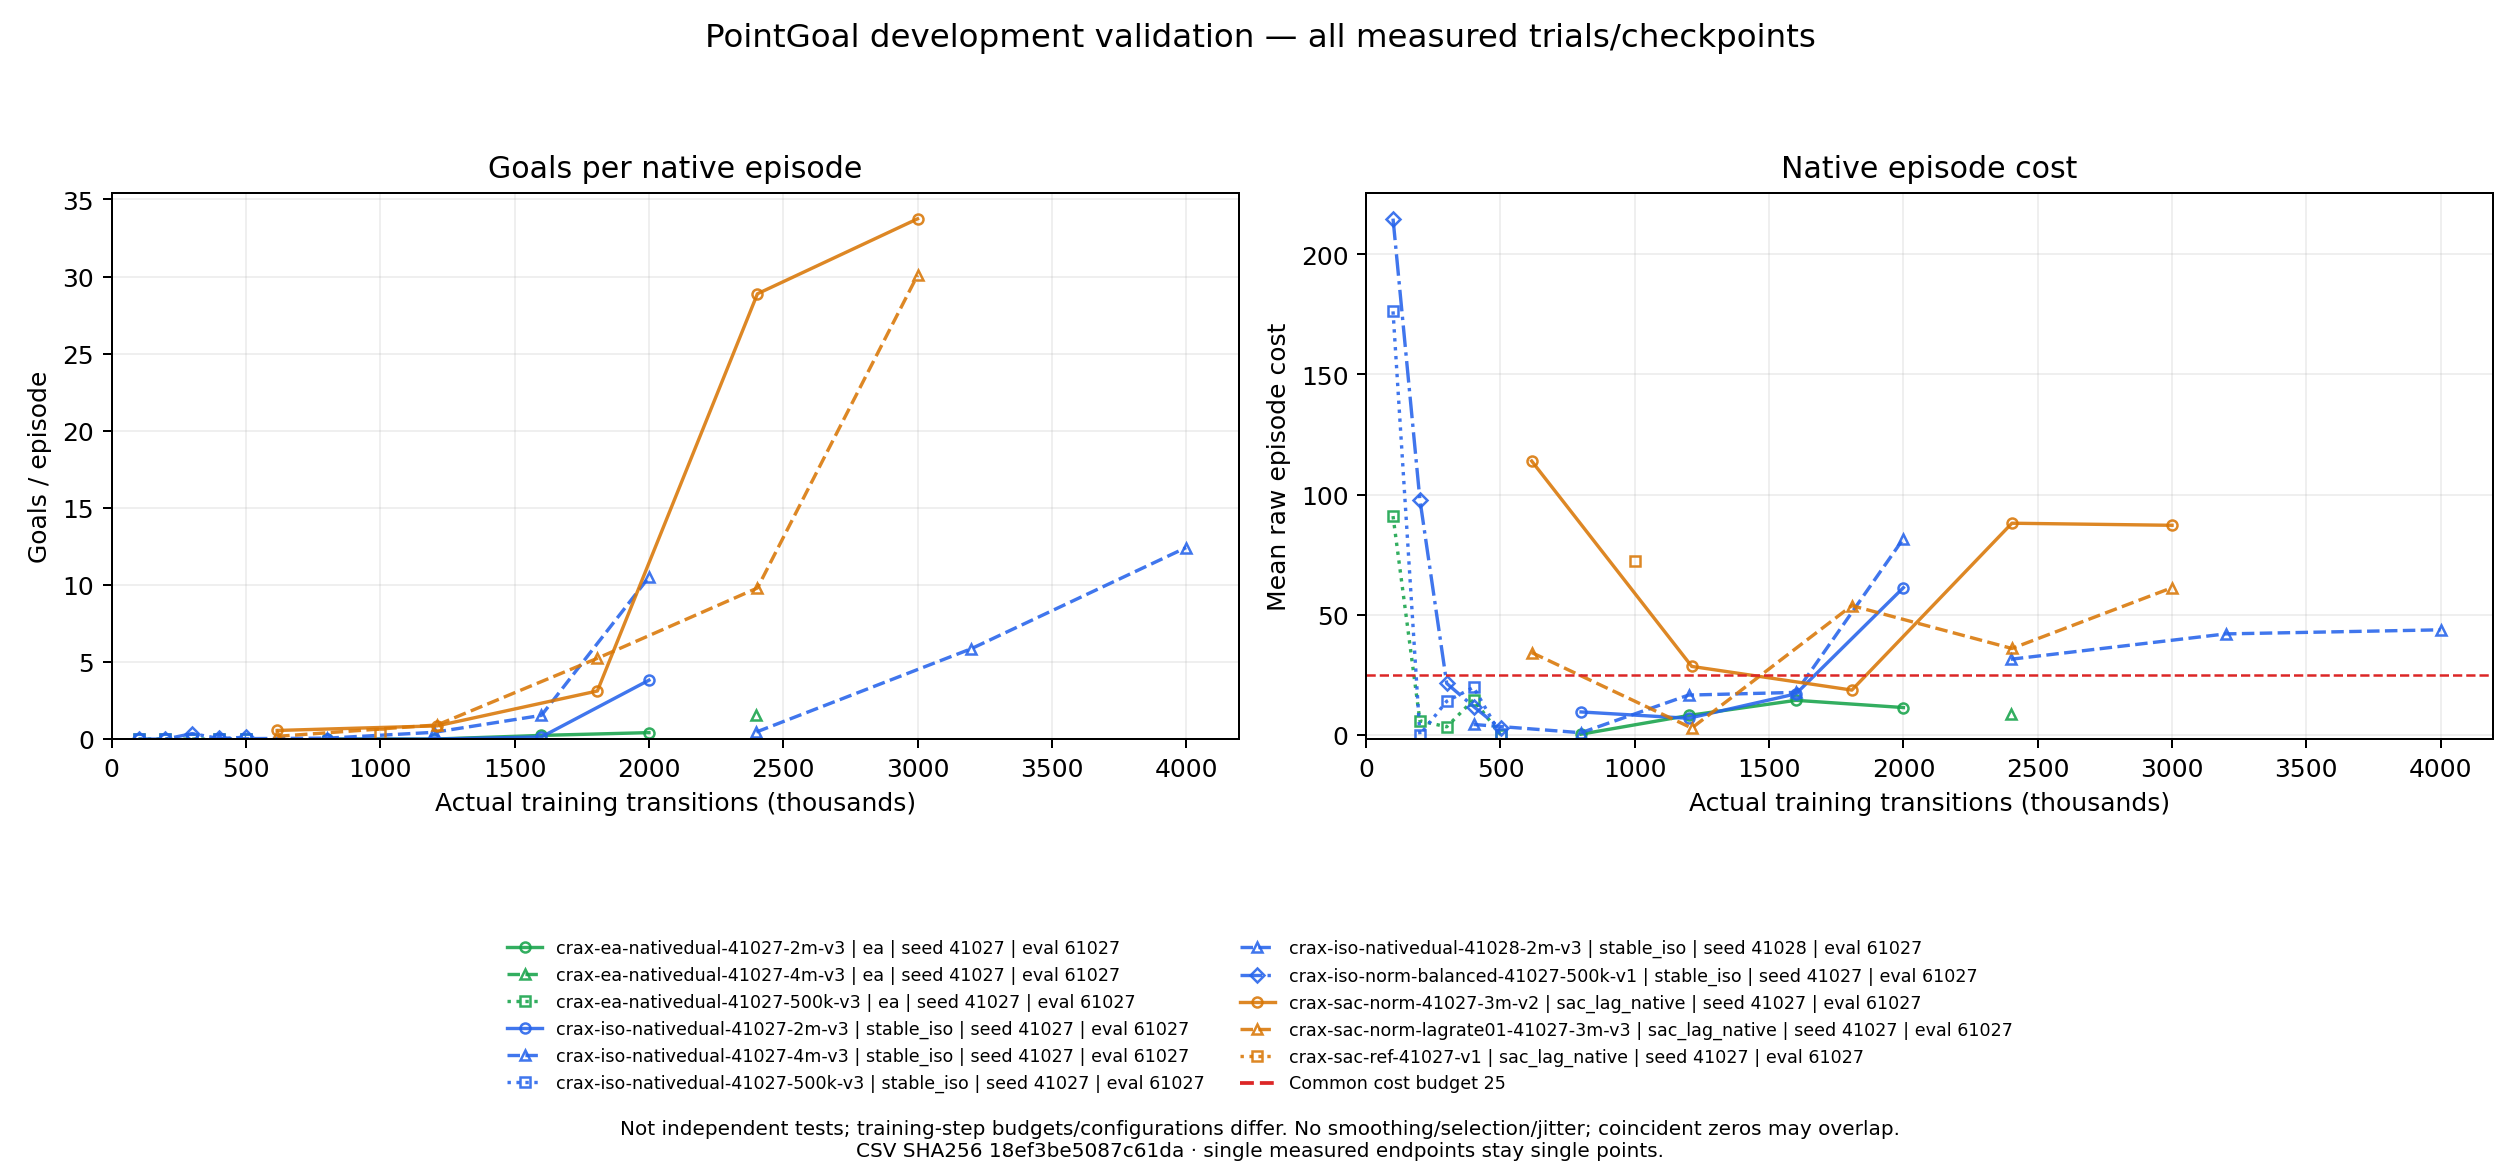 PointGoal development validation — all measured trials/checkpoints
Goals per native episode
Goals / episode
35
30
25
20
15
10
5
0
0 500 1000 1500 2000 2500 3000 3500 4000
Actual training transitions (thousands)
Native episode cost
Mean raw episode cost
200
150
100
50
0
0 500 1000 1500 2000 2500 3000 3500 4000
Actual training transitions (thousands)
crax-ea-nativedual-41027-2m-v3 | ea | seed 41027 | eval 61027
crax-ea-nativedual-41027-4m-v3 | ea | seed 41027 | eval 61027
crax-ea-nativedual-41027-500k-v3 | ea | seed 41027 | eval 61027
crax-iso-nativedual-41027-2m-v3 | stable_iso | seed 41027 | eval 61027
crax-iso-nativedual-41027-4m-v3 | stable_iso | seed 41027 | eval 61027
crax-iso-nativedual-41027-500k-v3 | stable_iso | seed 41027 | eval 61027
crax-iso-nativedual-41028-2m-v3 | stable_iso | seed 41028 | eval 61027
crax-iso-norm-balanced-41027-500k-v1 | stable_iso | seed 41027 | eval 61027
crax-sac-norm-41027-3m-v2 | sac_lag_native | seed 41027 | eval 61027
crax-sac-norm-lagrate01-41027-3m-v3 | sac_lag_native | seed 41027 | eval 61027
crax-sac-ref-41027-v1 | sac_lag_native | seed 41027 | eval 61027
Common cost budget 25
Not independent tests; training-step budgets/configurations differ. No smoothing/selection/jitter; coincident zeros may overlap.
CSV SHA256 18ef3be5087c61da · single measured endpoints stay single points.